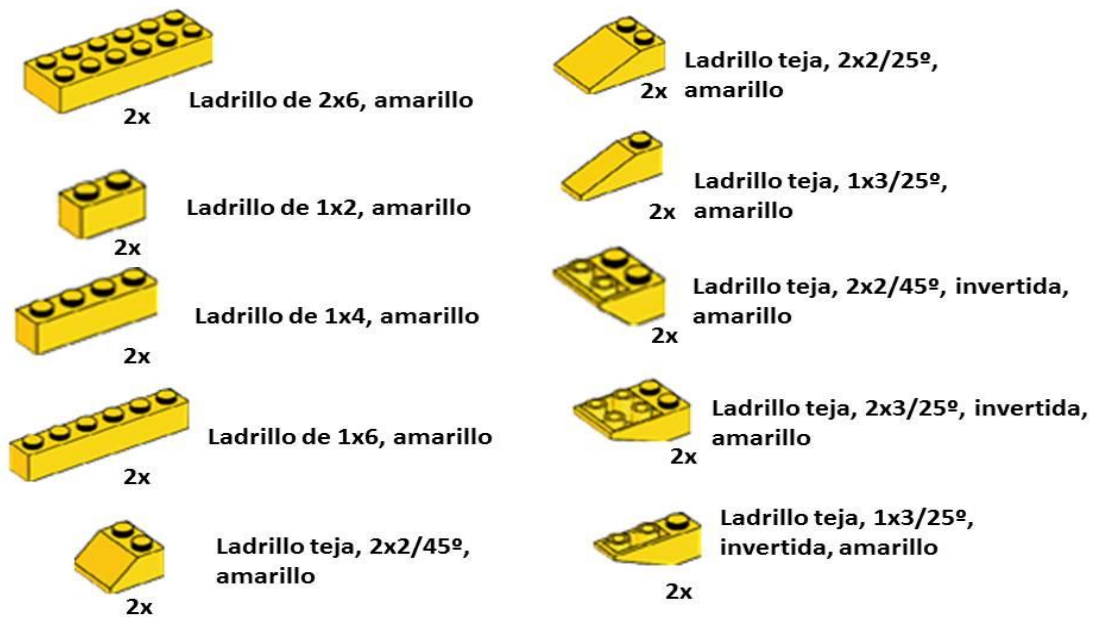 2x
Ladrillo de 2x6, amarillo
2x
Ladrillo de 1x2, amarillo
2x
Ladrillo de 1x4, amarillo
2x
Ladrillo de 1x6, amarillo
2x
Ladrillo teja, 2x2/45º,
amarillo
2x
Ladrillo teja, 2x2/25º,
amarillo
2x
Ladrillo teja, 1x3/25º,
amarillo
2x
Ladrillo teja, 2x2/45º, invertida,
amarillo
2x
Ladrillo teja, 2x3/25º, invertida,
amarillo
2x
Ladrillo teja, 1x3/25º,
invertida, amarillo
2x